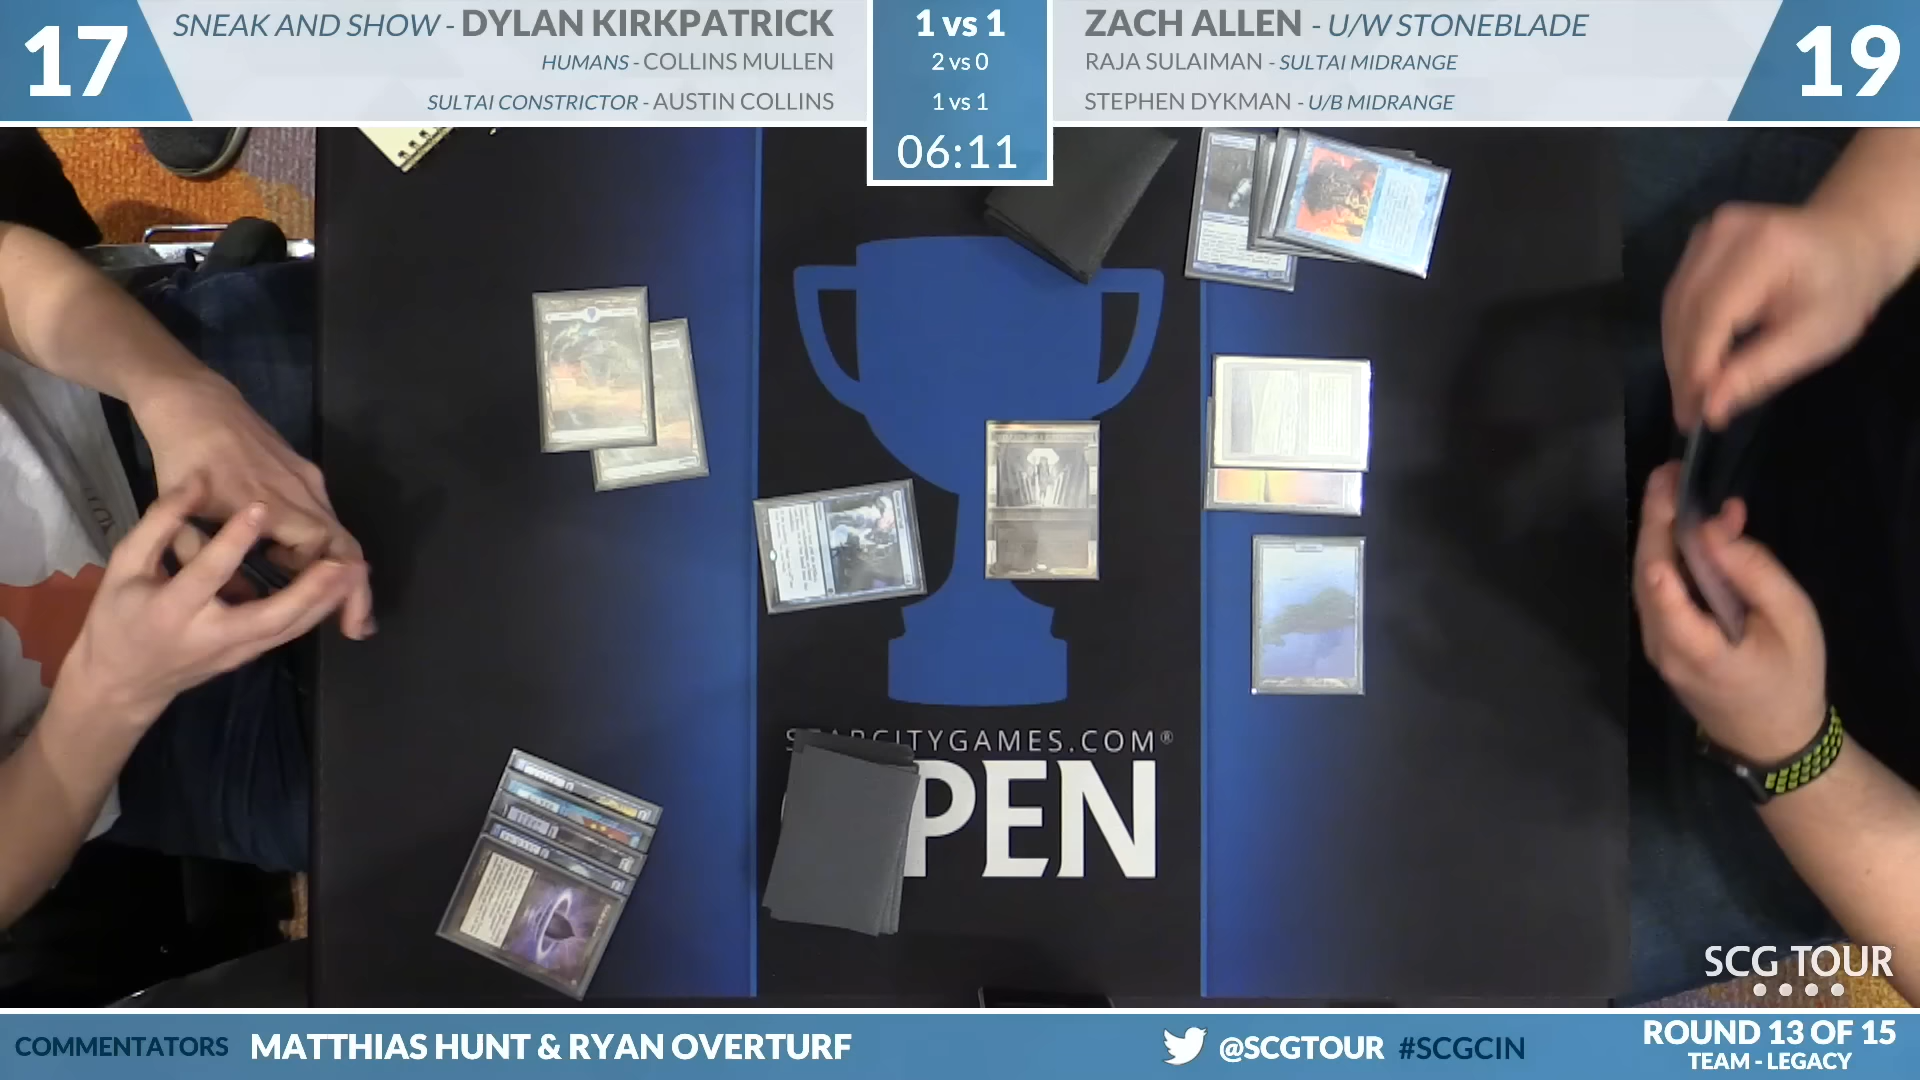 17
SNEAK AND SHOW - DYLAN KIRKPATRICK
HUMANS - COLLINS MULLEN
SULTAI CONSTRICTOR - AUSTIN COLLINS
1 vs 1
2 vs 0
1 vs 1
06:11
ZACH ALLEN - U/W STONEBLADE
RAJA SULAIMAN - SULTAI MIDRANGE
STEPHEN DYKMAN - U/B MIDRANGE
19
CITYGAMES.COM®
PEN
SCG TOUR
COMMENTATORS MATTHIAS HUNT & RYAN OVERTURF
@SCGTOUR #SCGCIN
ROUND 13 OF 15
TEAM - LEGACY